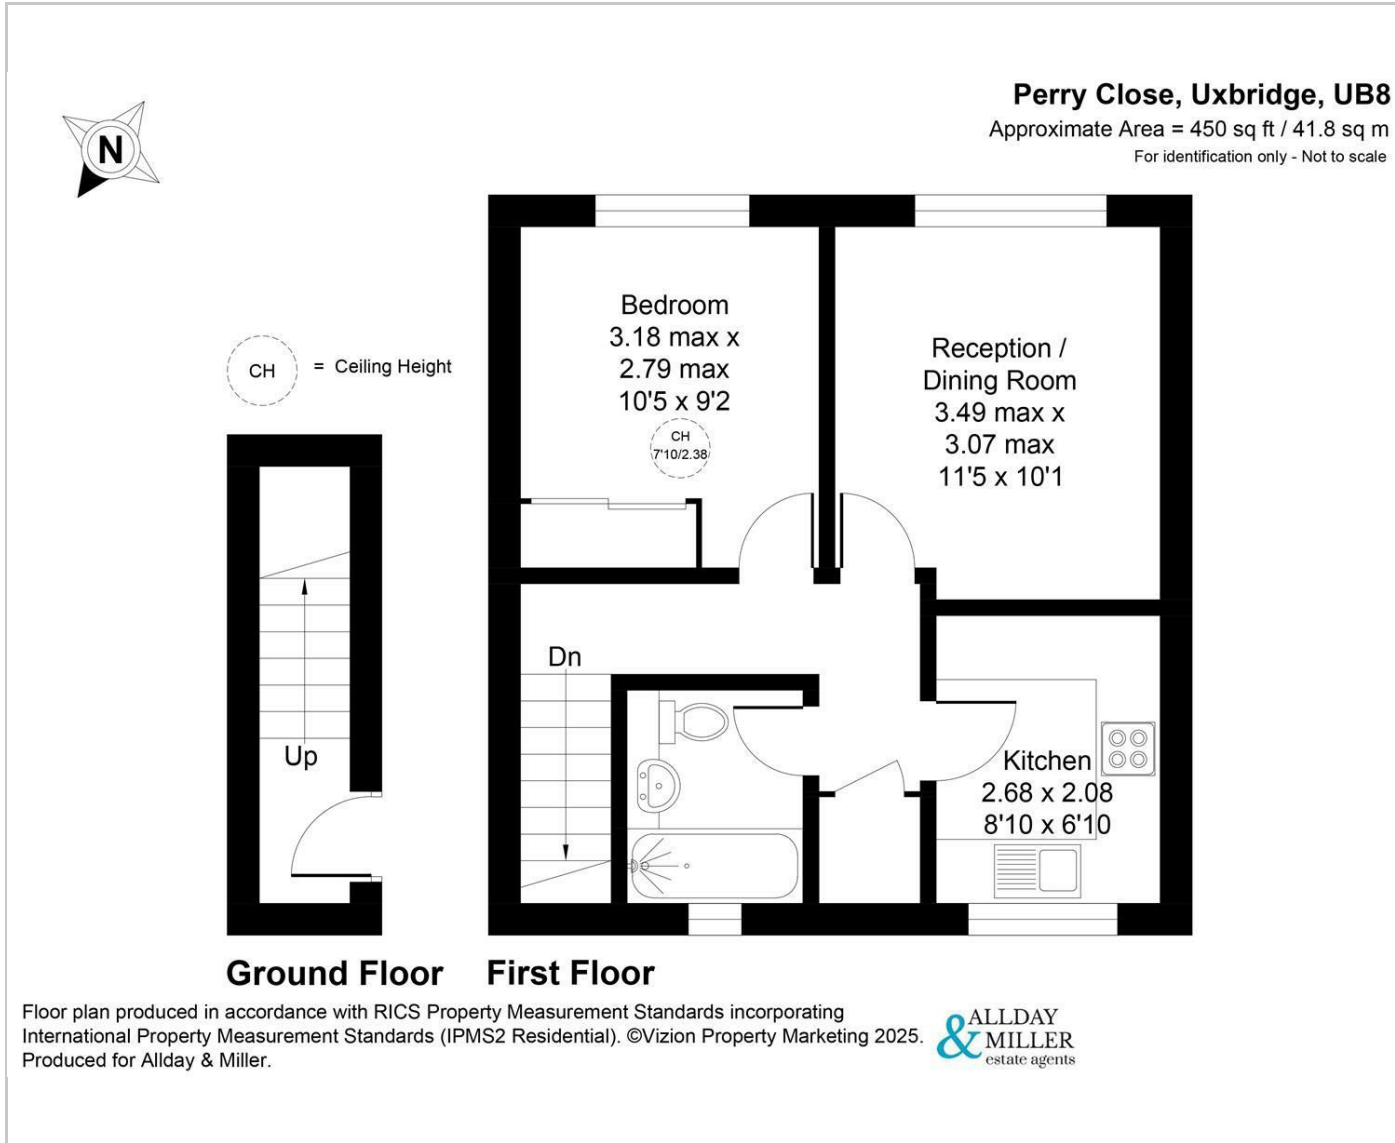 Perry Close, Uxbridge, UB8
Approximate Area = 450 sq ft / 41.8 sq m
For identification only - Not to scale
N
CH
= Ceiling Height
Bedroom
3.18 max x
2.79 max
10'5 x 9'2
CH
7'10/2.38
Reception /
Dining Room
3.49 max x
3.07 max
11'5 x 10'1
Dn
Up
Kitchen
2.68 x 2.08
8'10 x 6'10
Ground Floor
First Floor
Floor plan produced in accordance with RICS Property Measurement Standards incorporating
International Property Measurement Standards (IPMS2 Residential). ©Vizion Property Marketing 2025.
Produced for Allday & Miller.
ALLDAY
& MILLER
estate agents